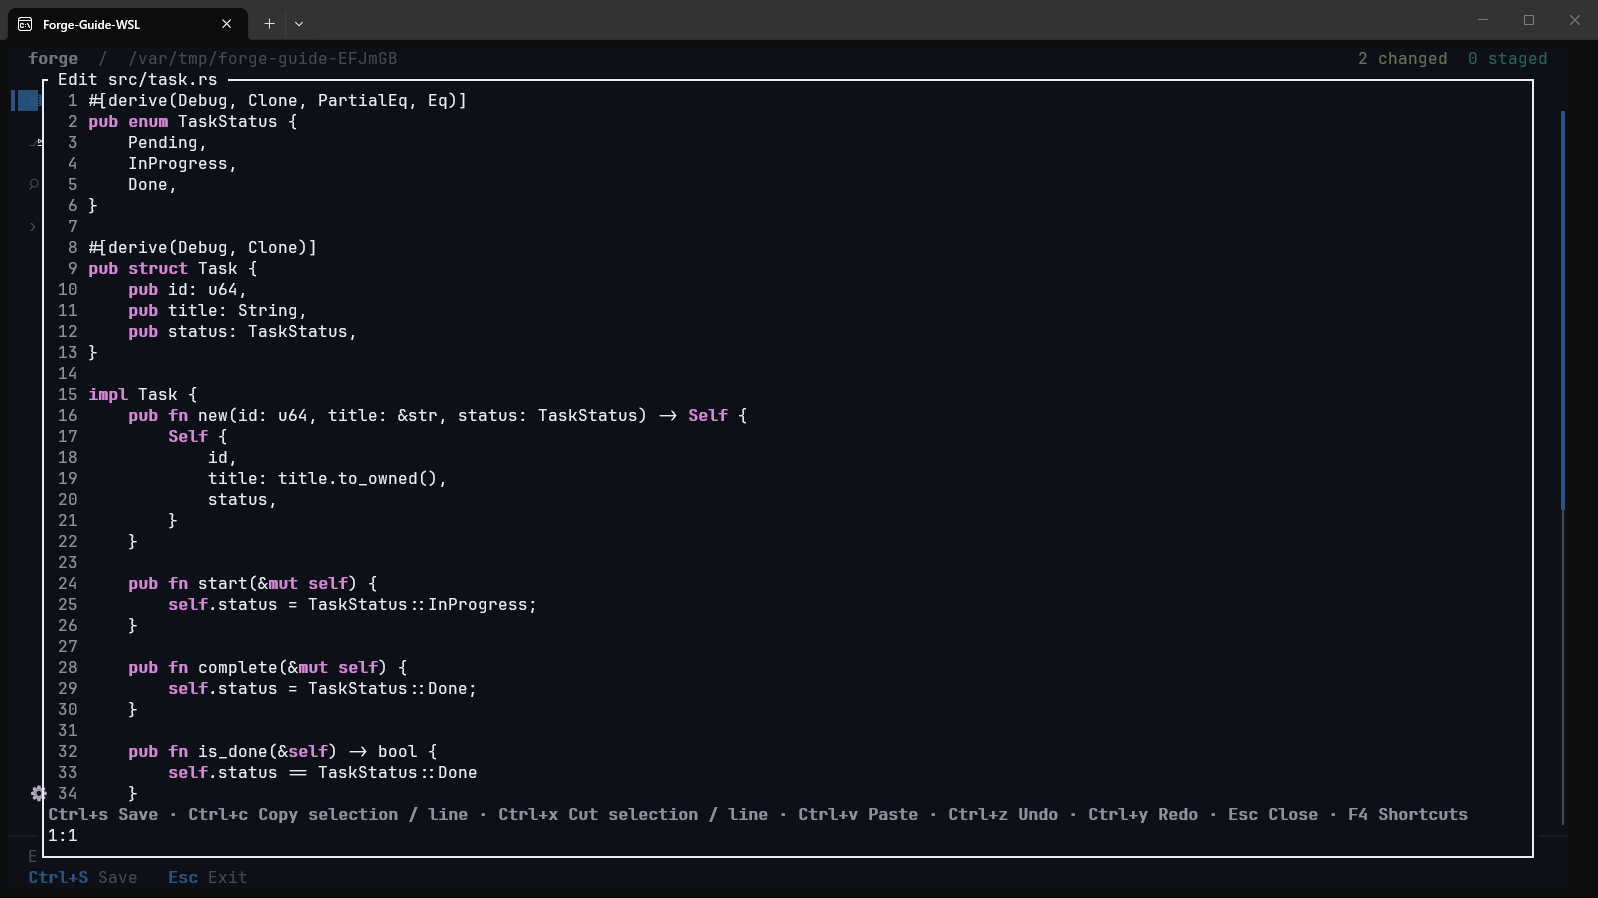 Forge-Guide-WSL
forge / /var/tmp/forge-guide-EFJmGB 2 changed 0 staged
Edit src/task.rs
1 #[derive(Debug, Clone, PartialEq, Eq)]
2 pub enum TaskStatus {
3     Pending,
4     InProgress,
5     Done,
6 }
7
8 #[derive(Debug, Clone)]
9 pub struct Task {
10     pub id: u64,
11     pub title: String,
12     pub status: TaskStatus,
13 }
14
15 impl Task {
16     pub fn new(id: u64, title: &str, status: TaskStatus) -> Self {
17         Self {
18             id,
19             title: title.to_owned(),
20             status,
21         }
22     }
23
24     pub fn start(&mut self) {
25         self.status = TaskStatus::InProgress;
26     }
27
28     pub fn complete(&mut self) {
29         self.status = TaskStatus::Done;
30     }
31
32     pub fn is_done(&self) -> bool {
33         self.status == TaskStatus::Done
34     }
Ctrl+s Save · Ctrl+c Copy selection / line · Ctrl+x Cut selection / line · Ctrl+v Paste · Ctrl+z Undo · Ctrl+y Redo · Esc Close · F4 Shortcuts
1:1
E
Ctrl+S Save Esc Exit